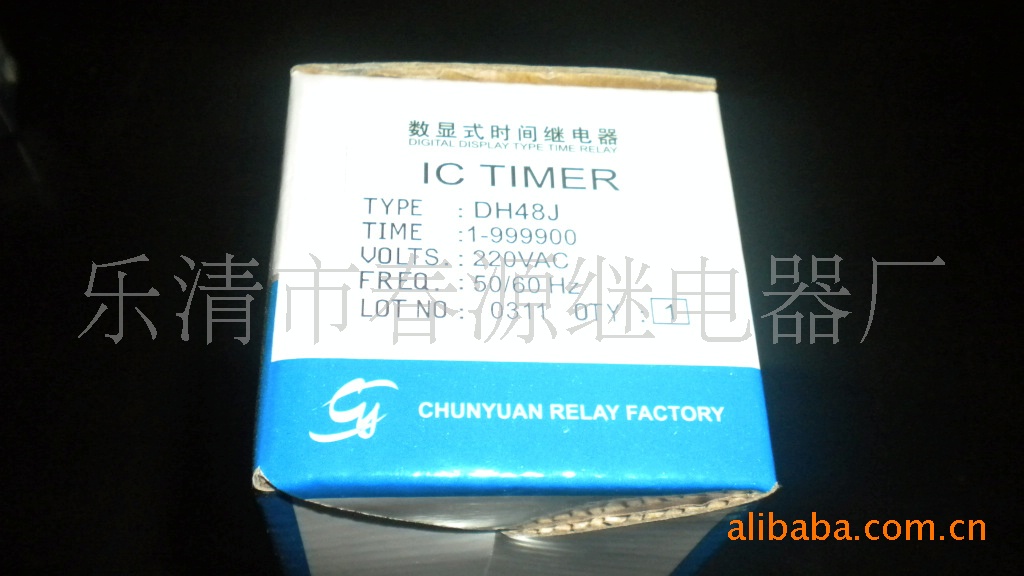 数显式时间继电器
DIGITAL DISPLAY TYPE TIME RELAY
IC TIMER
TYPE : DH48J
TIME :1-999900
VOLTS. : 220VAC
FREQ. : 50/60 Hz
LOT NO : 0311 QTY : 1
乐清市春源继电器厂
Cy CHUNYUAN RELAY FACTORY
alibaba.com.cn